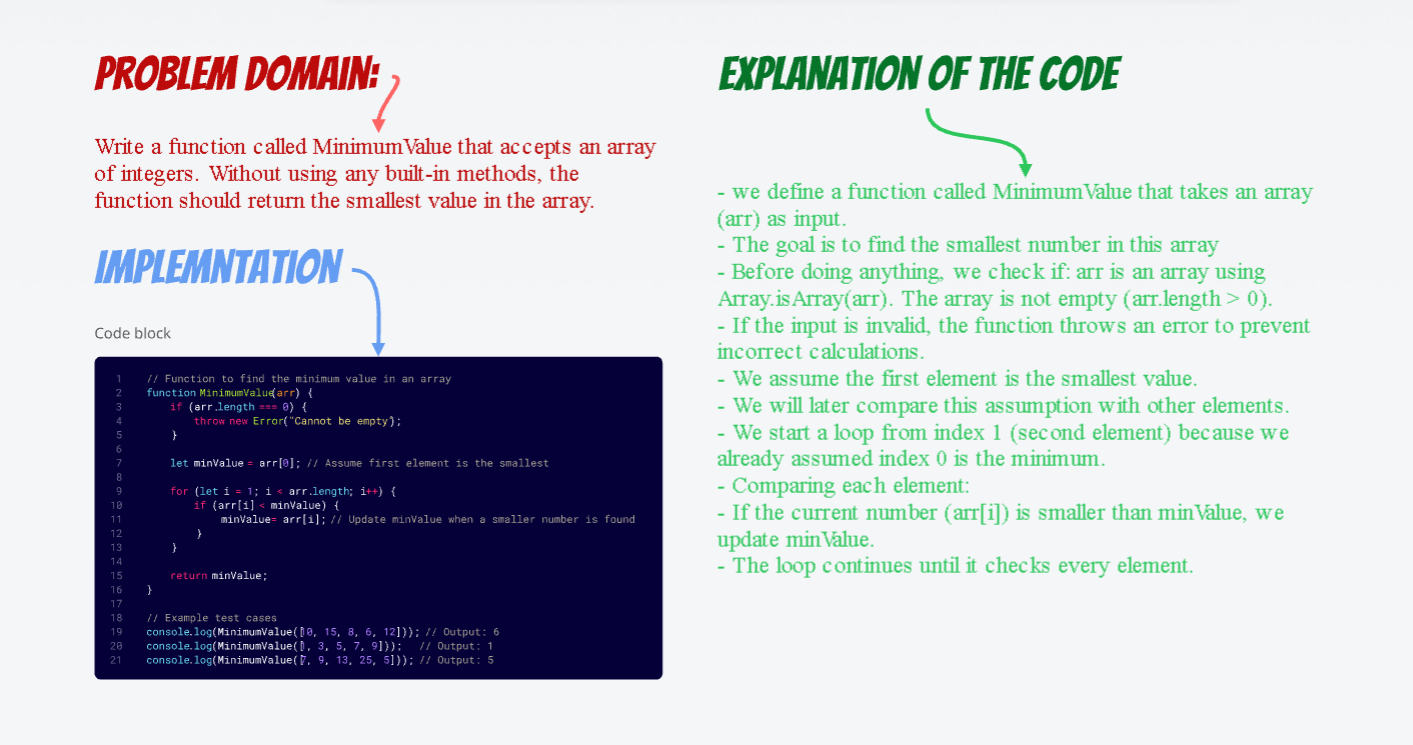 PROBLEM DOMAIN:
Write a function called MinimumValue that accepts an array
of integers. Without using any built-in methods, the
function should return the smallest value in the array.
IMPLEMNTATION
Code block
1 // Function to find the minimum value in an array
2 function MinimumValue(arr) {
3 if (arr.length === 0) {
4 throw new Error("Cannot be empty");
5 }
6
7 let minValue = arr[0]; // Assume first element is the smallest
8
9 for (let i = 1; i < arr.length; i++) {
10 if (arr[i] < minValue) {
11 minValue= arr[i]; // Update minValue when a smaller number is found
12 }
13 }
14
15 return minValue;
16 }
17
18 // Example test cases
19 console.log(MinimumValue([10, 15, 8, 6, 12])); // Output: 6
20 console.log(MinimumValue([1, 3, 5, 7, 9])); // Output: 1
21 console.log(MinimumValue([7, 9, 13, 25, 5])); // Output: 5
EXPLANATION OF THE CODE
- we define a function called MinimumValue that takes an array
(arr) as input.
- The goal is to find the smallest number in this array
- Before doing anything, we check if: arr is an array using
Array.isArray(arr). The array is not empty (arr.length > 0).
- If the input is invalid, the function throws an error to prevent
incorrect calculations.
- We assume the first element is the smallest value.
- We will later compare this assumption with other elements.
- We start a loop from index 1 (second element) because we
already assumed index 0 is the minimum.
- Comparing each element:
- If the current number (arr[i]) is smaller than minValue, we
update minValue.
- The loop continues until it checks every element.